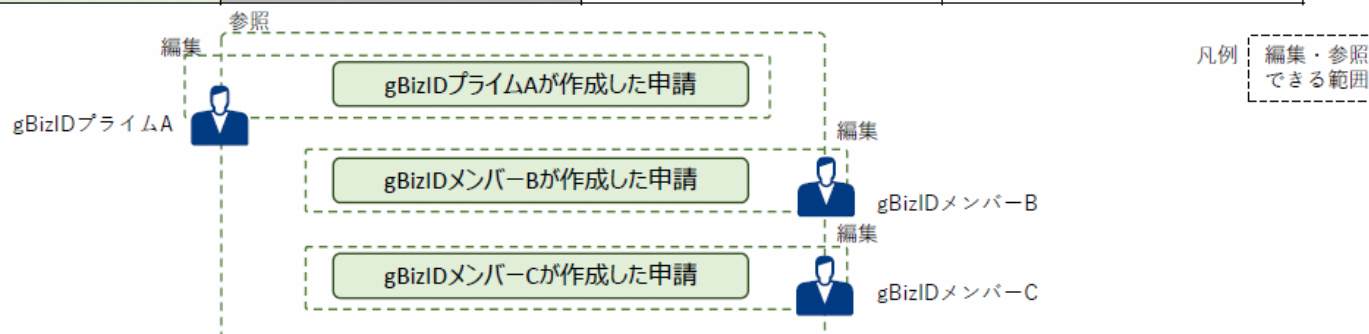 参照
編集
gBizIDプライムAが作成した申請
凡例
編集・参照
できる範囲
gBizIDプライムA
編集
gBizIDメンバーBが作成した申請
gBizIDメンバーB
編集
gBizIDメンバーCが作成した申請
gBizIDメンバーC